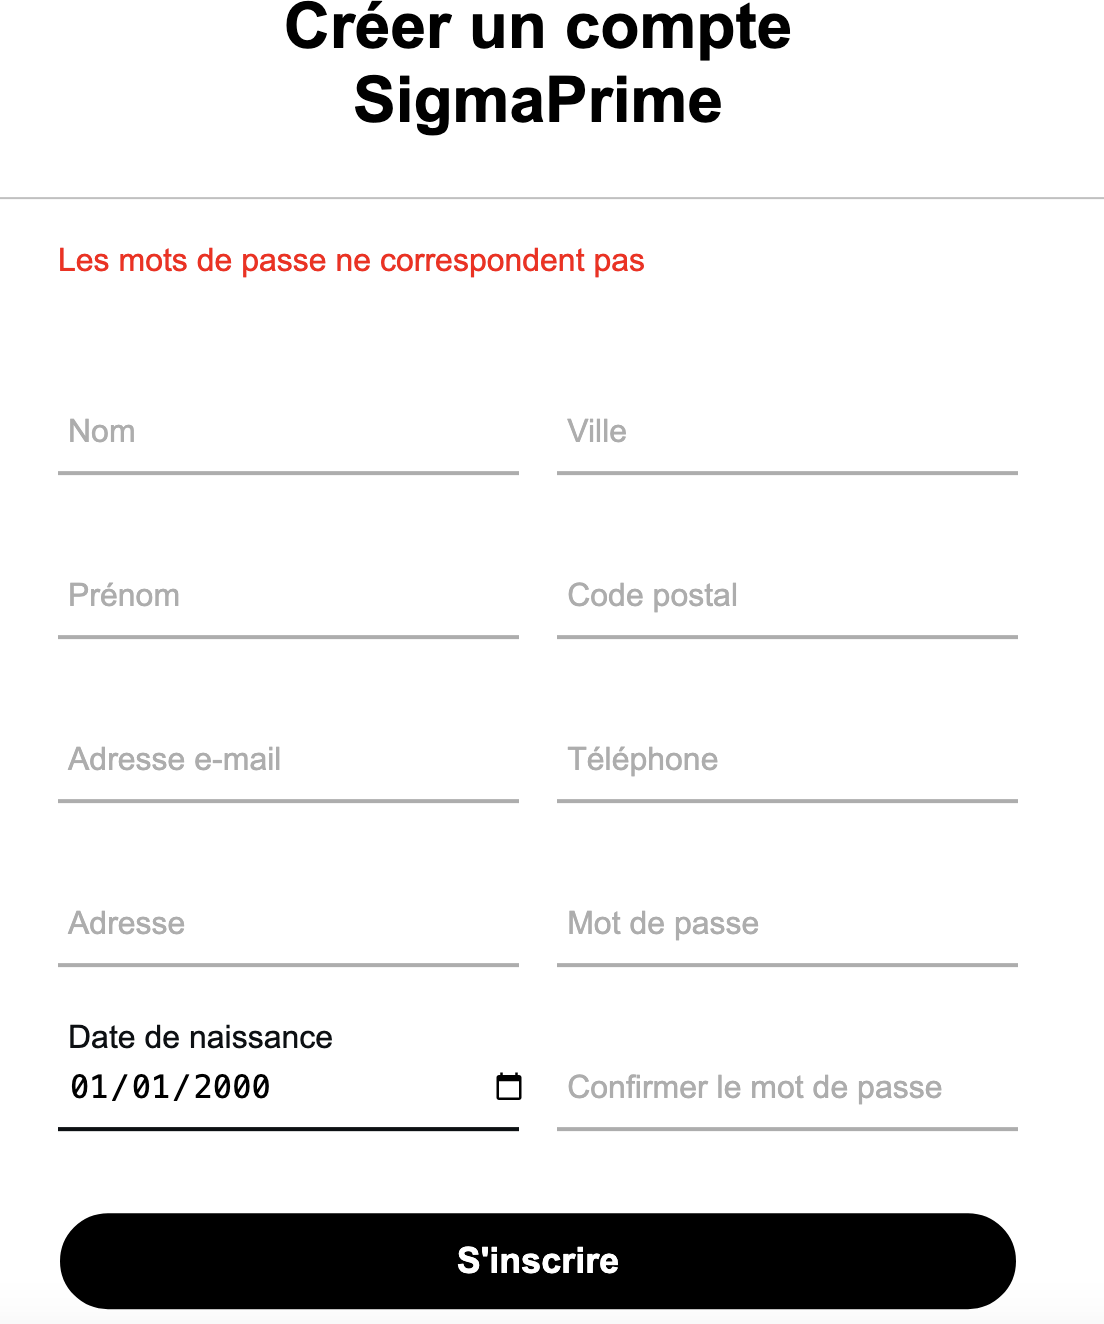 Créer un compte
SigmaPrime
Les mots de passe ne correspondent pas
Nom
Ville
Prénom
Code postal
Adresse e-mail
Téléphone
Adresse
Mot de passe
Date de naissance
01/01/2000
Confirmer le mot de passe
S'inscrire